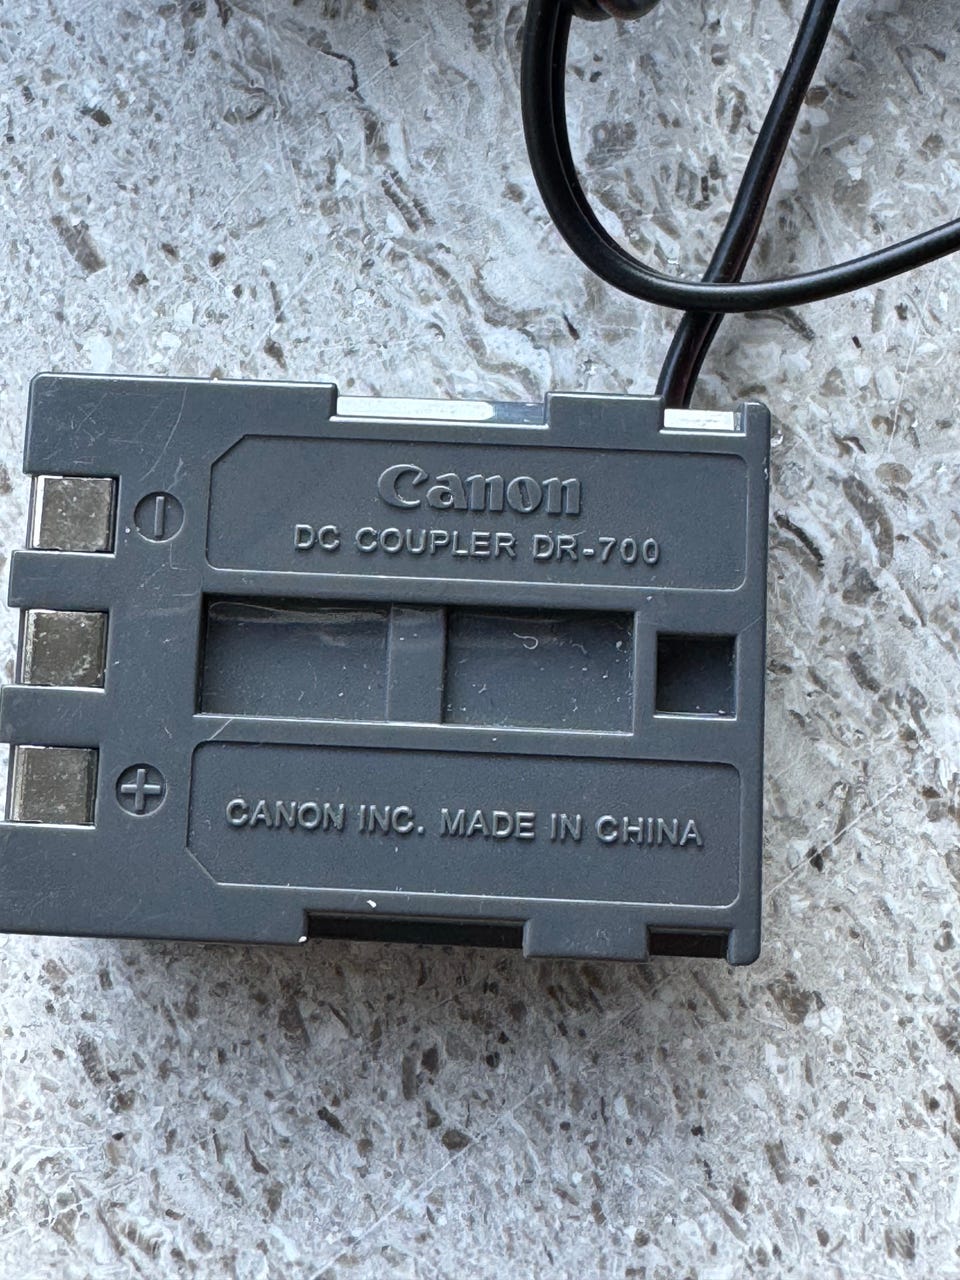 Canon
DC COUPLER DR-700
−
+
CANON INC. MADE IN CHINA